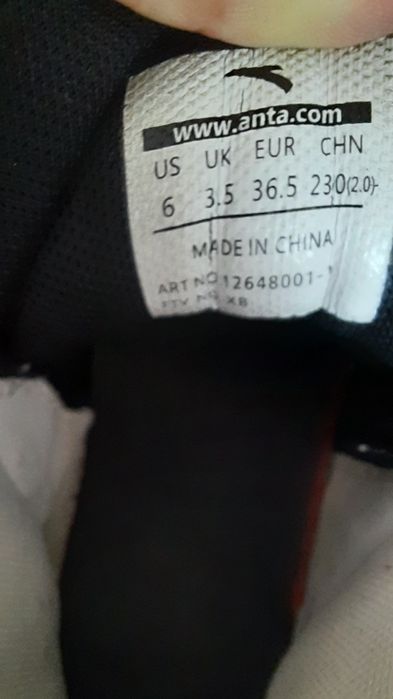 www.anta.com
US UK EUR CHN
6 3.5 36.5 230(2.0)
MADE IN CHINA
ART NO 12648001-1
XB